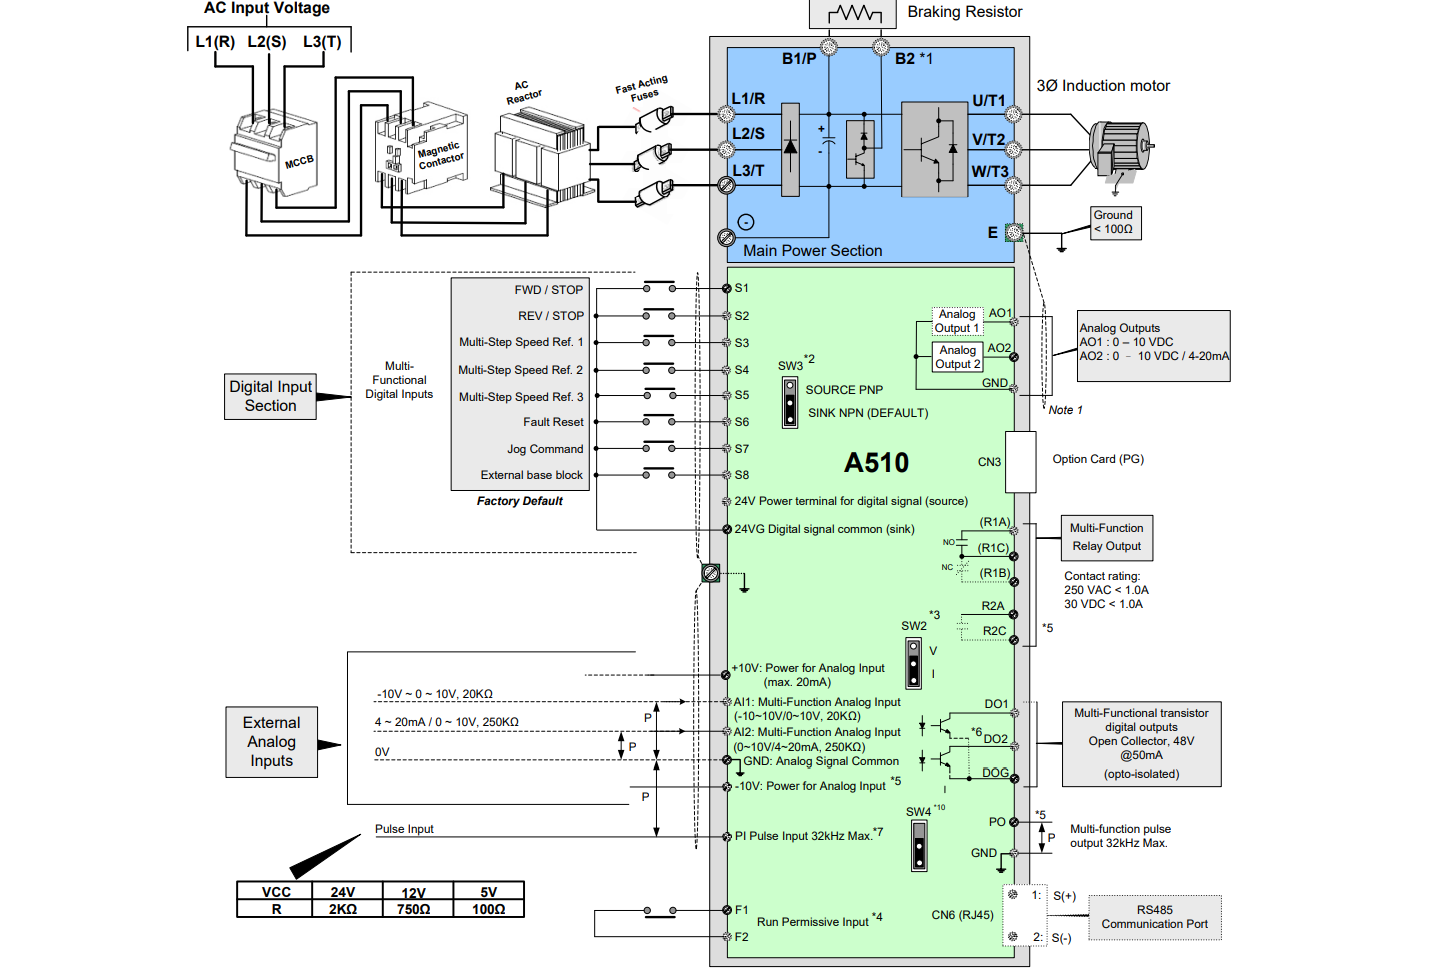 AC Input Voltage
L1(R) L2(S) L3(T)
MCCB
Magnetic
Contactor
AC
Reactor
Fast Acting
Fuses
Braking Resistor
B1/P
B2 *1
L1/R
L2/S
L3/T
+
-
-
U/T1
V/T2
W/T3
E
3Ø Induction motor
Ground
< 100Ω
Main Power Section
Digital Input
Section
Multi-
Functional
Digital Inputs
FWD / STOP
REV / STOP
Multi-Step Speed Ref. 1
Multi-Step Speed Ref. 2
Multi-Step Speed Ref. 3
Fault Reset
Jog Command
External base block
Factory Default
S1
S2
S3
S4
S5
S6
S7
S8
24V Power terminal for digital signal (source)
24VG Digital signal common (sink)
SW3*2
SOURCE PNP
SINK NPN (DEFAULT)
A510
Analog
Output 1
AO1
Analog
Output 2
AO2
GND
Analog Outputs
AO1 : 0 – 10 VDC
AO2 : 0 - 10 VDC / 4-20mA
Note 1
CN3
Option Card (PG)
(R1A)
NO
(R1C)
NC
(R1B)
R2A
R2C
*5
Multi-Function
Relay Output
Contact rating:
250 VAC < 1.0A
30 VDC < 1.0A
SW2
*3
V
I
External
Analog
Inputs
-10V ~ 0 ~ 10V, 20KΩ
4 ~ 20mA / 0 ~ 10V, 250KΩ
0V
P
P
P
+10V: Power for Analog Input
(max. 20mA)
AI1: Multi-Function Analog Input
(-10~10V/0~10V, 20KΩ)
AI2: Multi-Function Analog Input
(0~10V/4~20mA, 250KΩ)
GND: Analog Signal Common
-10V: Power for Analog Input *5
Pulse Input
PI Pulse Input 32kHz Max.*7
DO1
*6
DO2
DOG
I
Multi-Functional transistor
digital outputs
Open Collector, 48V
@50mA
(opto-isolated)
SW4 *10
PO
*5
P
GND
Multi-function pulse
output 32kHz Max.
VCC 24V 12V 5V
R 2KΩ 750Ω 100Ω
F1
F2
Run Permissive Input *4
CN6 (RJ45)
1: S(+)
2: S(-)
RS485
Communication Port